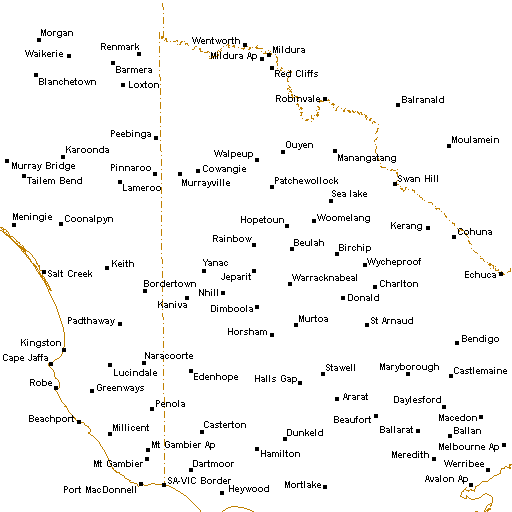 Morgan
Wentworth
Renmark
Mildura
Waikerie
Mildura Ap
Barmera
Red Cliffs
Blanchetown
Loxton
Robinvale
Balranald
Peebinga
Moulamein
Ouyen
Karoonda
Walpeup
Manangatang
Murray Bridge
Pinnaroo
Cowangie
Swan Hill
Tailem Bend
Lameroo
Murrayville
Patchewollock
Sea lake
Meningie
Coonalpyn
Hopetoun
Woomelang
Kerang
Cohuna
Rainbow
Beulah
Birchip
Keith
Yanac
Wycheproof
Salt Creek
Jeparit
Warracknabeal
Echuca
Bordertown
Nhill
Charlton
Kaniva
Donald
Dimboola
Padthaway
Murtoa
St Arnaud
Horsham
Kingston
Bendigo
Cape Jaffa
Naracoorte
Lucindale
Edenhope
Stawell
Maryborough
Castlemaine
Robe
Greenways
Halls Gap
Ararat
Daylesford
Penola
Beachport
Beaufort
Macedon
Millicent
Casterton
Dunkeld
Ballarat
Ballan
Mt Gambier Ap
Melbourne Ap
Mt Gambier
Dartmoor
Hamilton
Meredith
Werribee
Port MacDonnell
SA-VIC Border
Heywood
Mortlake
Avalon Ap